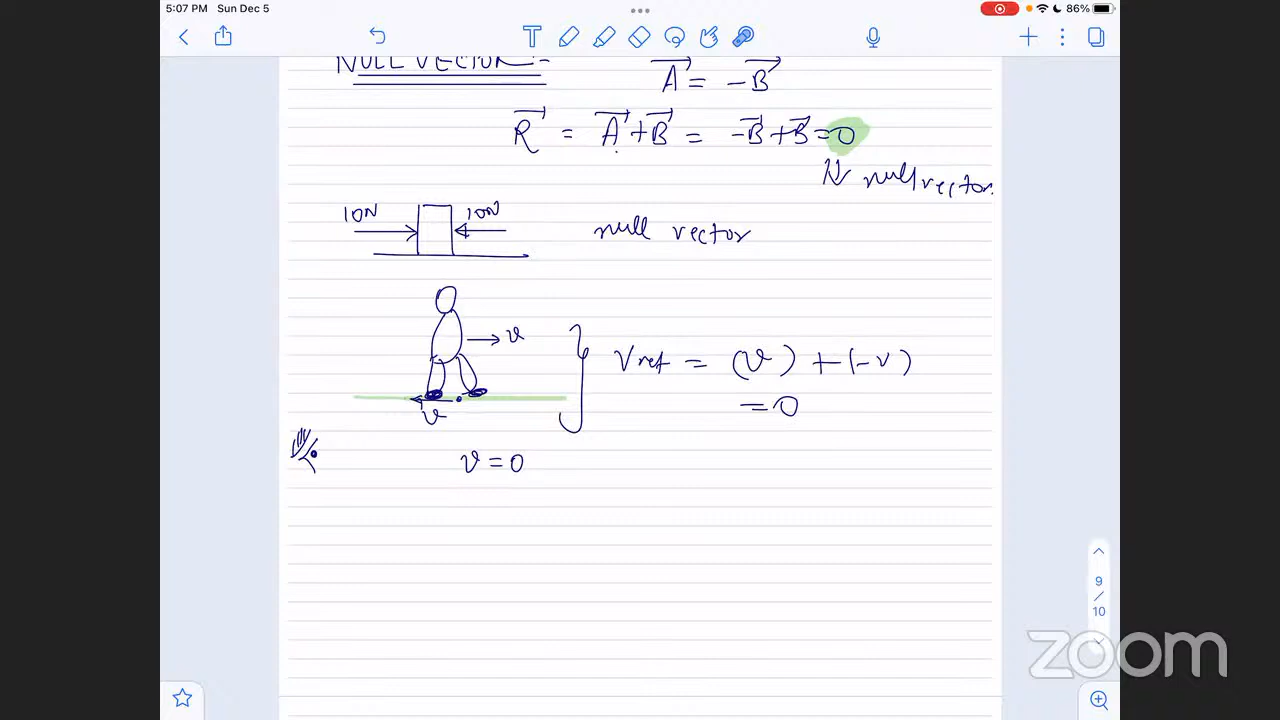 5:07 PM Sun Dec 5
86%
NULL VECTOR:- A = -B
R = A + B = -B + B = 0
null vector.
10N 10N null vector
v
V ref = (v) + (-v)
v
= 0
v = 0
9
/
10
zoom